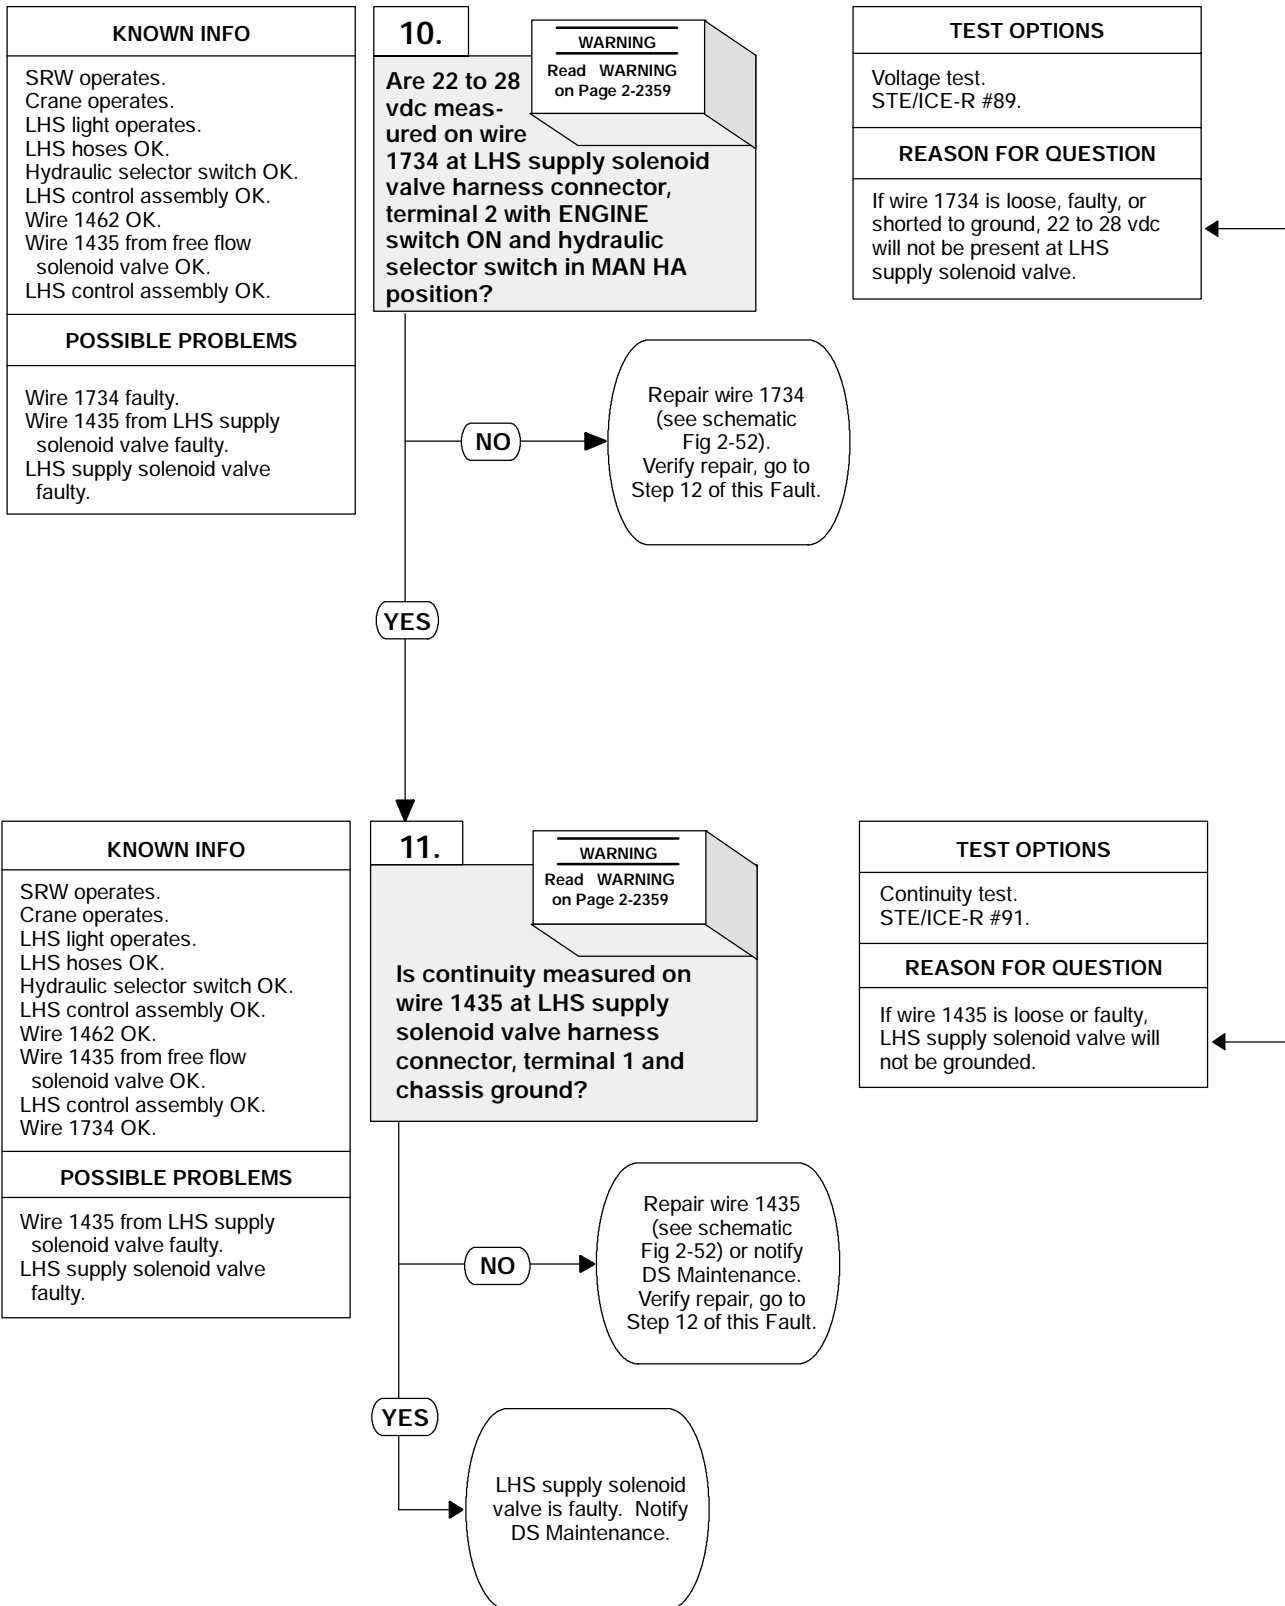 KNOWN INFO
SRW operates.
Crane operates.
LHS light operates.
LHS hoses OK.
Hydraulic selector switch OK.
LHS control assembly OK.
Wire 1462 OK.
Wire 1435 from free flow
solenoid valve OK.
LHS control assembly OK.
POSSIBLE PROBLEMS
Wire 1734 faulty.
Wire 1435 from LHS supply
solenoid valve faulty.
LHS supply solenoid valve
faulty.
10.
WARNING
Read WARNING
on Page 2-2359
Are 22 to 28
vdc meas-
ured on wire
1734 at LHS supply solenoid
valve harness connector,
terminal 2 with ENGINE
switch ON and hydraulic
selector switch in MAN HA
position?
TEST OPTIONS
Voltage test.
STE/ICE-R #89.
REASON FOR QUESTION
If wire 1734 is loose, faulty, or
shorted to ground, 22 to 28 vdc
will not be present at LHS
supply solenoid valve.
NO
Repair wire 1734
(see schematic
Fig 2-52).
Verify repair, go to
Step 12 of this Fault.
YES
KNOWN INFO
SRW operates.
Crane operates.
LHS light operates.
LHS hoses OK.
Hydraulic selector switch OK.
LHS control assembly OK.
Wire 1462 OK.
Wire 1435 from free flow
solenoid valve OK.
LHS control assembly OK.
Wire 1734 OK.
POSSIBLE PROBLEMS
Wire 1435 from LHS supply
solenoid valve faulty.
LHS supply solenoid valve
faulty.
11.
WARNING
Read WARNING
on Page 2-2359
Is continuity measured on
wire 1435 at LHS supply
solenoid valve harness
connector, terminal 1 and
chassis ground?
TEST OPTIONS
Continuity test.
STE/ICE-R #91.
REASON FOR QUESTION
If wire 1435 is loose or faulty,
LHS supply solenoid valve will
not be grounded.
NO
Repair wire 1435
(see schematic
Fig 2-52) or notify
DS Maintenance.
Verify repair, go to
Step 12 of this Fault.
YES
LHS supply solenoid
valve is faulty. Notify
DS Maintenance.